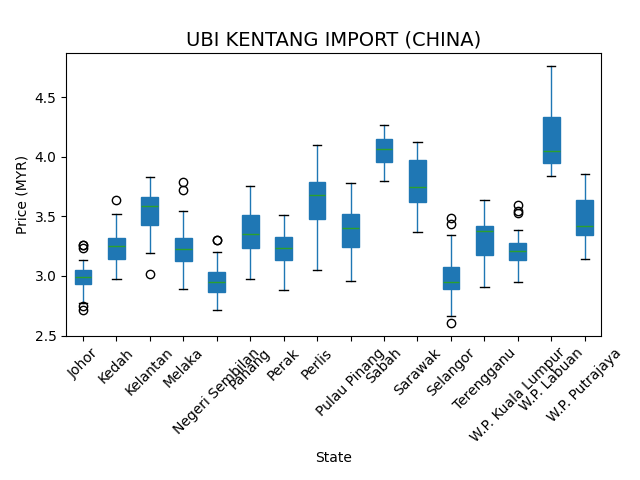 UBI KENTANG IMPORT (CHINA)
Price (MYR)
4.5
4.0
3.5
3.0
2.5
Johor
Kedah
Kelantan
Melaka
Negeri Sembilan
Pahang
Perak
Perlis
Pulau Pinang
Sabah
Sarawak
Selangor
Terengganu
W.P. Kuala Lumpur
W.P. Labuan
W.P. Putrajaya
State